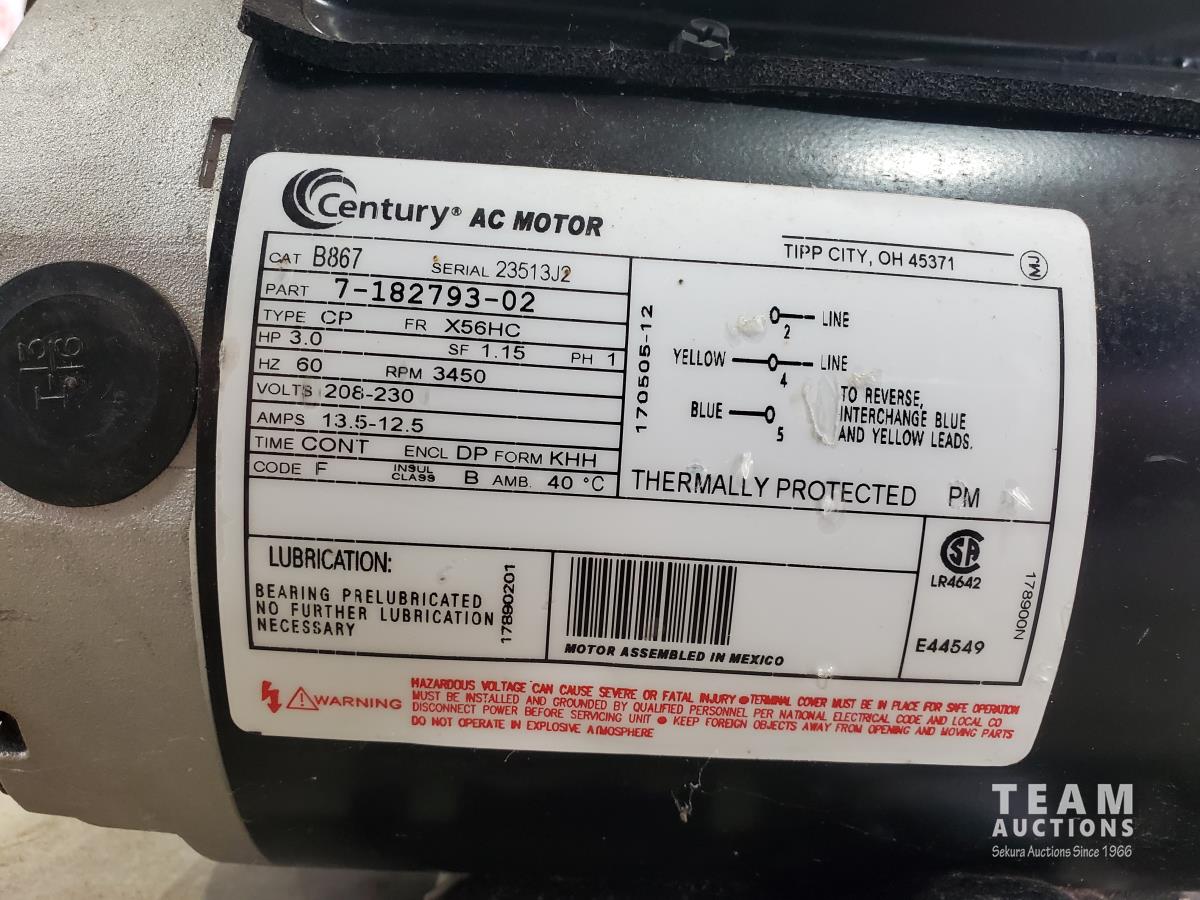 Century® AC MOTOR
TIPP CITY, OH 45371
MJ
CAT B867 SERIAL 23513J2
PART 7-182793-02
TYPE CP FR X56HC
HP 3.0 SF 1.15 PH 1
HZ 60 RPM 3450
VOLTS 208-230
AMPS 13.5-12.5
TIME CONT ENCL DP FORM KHH
CODE F INSUL CLASS B AMB. 40 °C
170505-12
2 LINE
YELLOW 4 LINE
BLUE 5
TO REVERSE,
INTERCHANGE BLUE
AND YELLOW LEADS.
THERMALLY PROTECTED PM
LUBRICATION:
BEARING PRELUBRICATED
NO FURTHER LUBRICATION
NECESSARY
17890201
MOTOR ASSEMBLED IN MEXICO
SA
LR4642
E44549
178900N
WARNING
HAZARDOUS VOLTAGE CAN CAUSE SEVERE OR FATAL INJURY ● TERMINAL COVER MUST BE IN PLACE FOR SAFE OPERATION
MUST BE INSTALLED AND GROUNDED BY QUALIFIED PERSONNEL PER NATIONAL ELECTRICAL CODE AND LOCAL CO
DISCONNECT POWER BEFORE SERVICING UNIT ● KEEP FOREIGN OBJECTS AWAY FROM OPENING AND MOVING PARTS
DO NOT OPERATE IN EXPLOSIVE ATMOSPHERE
TEAM
AUCTIONS
Sekura Auctions Since 1966